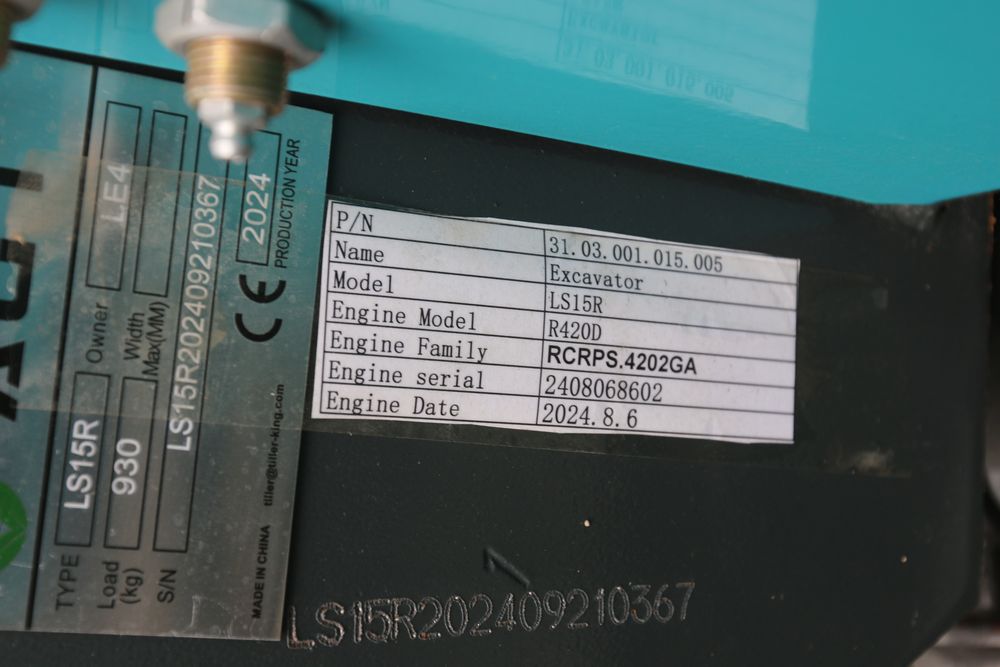 TYPE LS15R
Owner LE4
Load (kg) 930
Width Max(MM)
S/N LS15R202409210367
CE 2024 PRODUCTION YEAR
MADE IN CHINA tiller@tiller-king.com
P/N 31.03.001.015.005
Name Excavator
Model LS15R
Engine Model R420D
Engine Family RCRPS.4202GA
Engine serial 2408068602
Engine Date 2024.8.6
LS15R202409210367